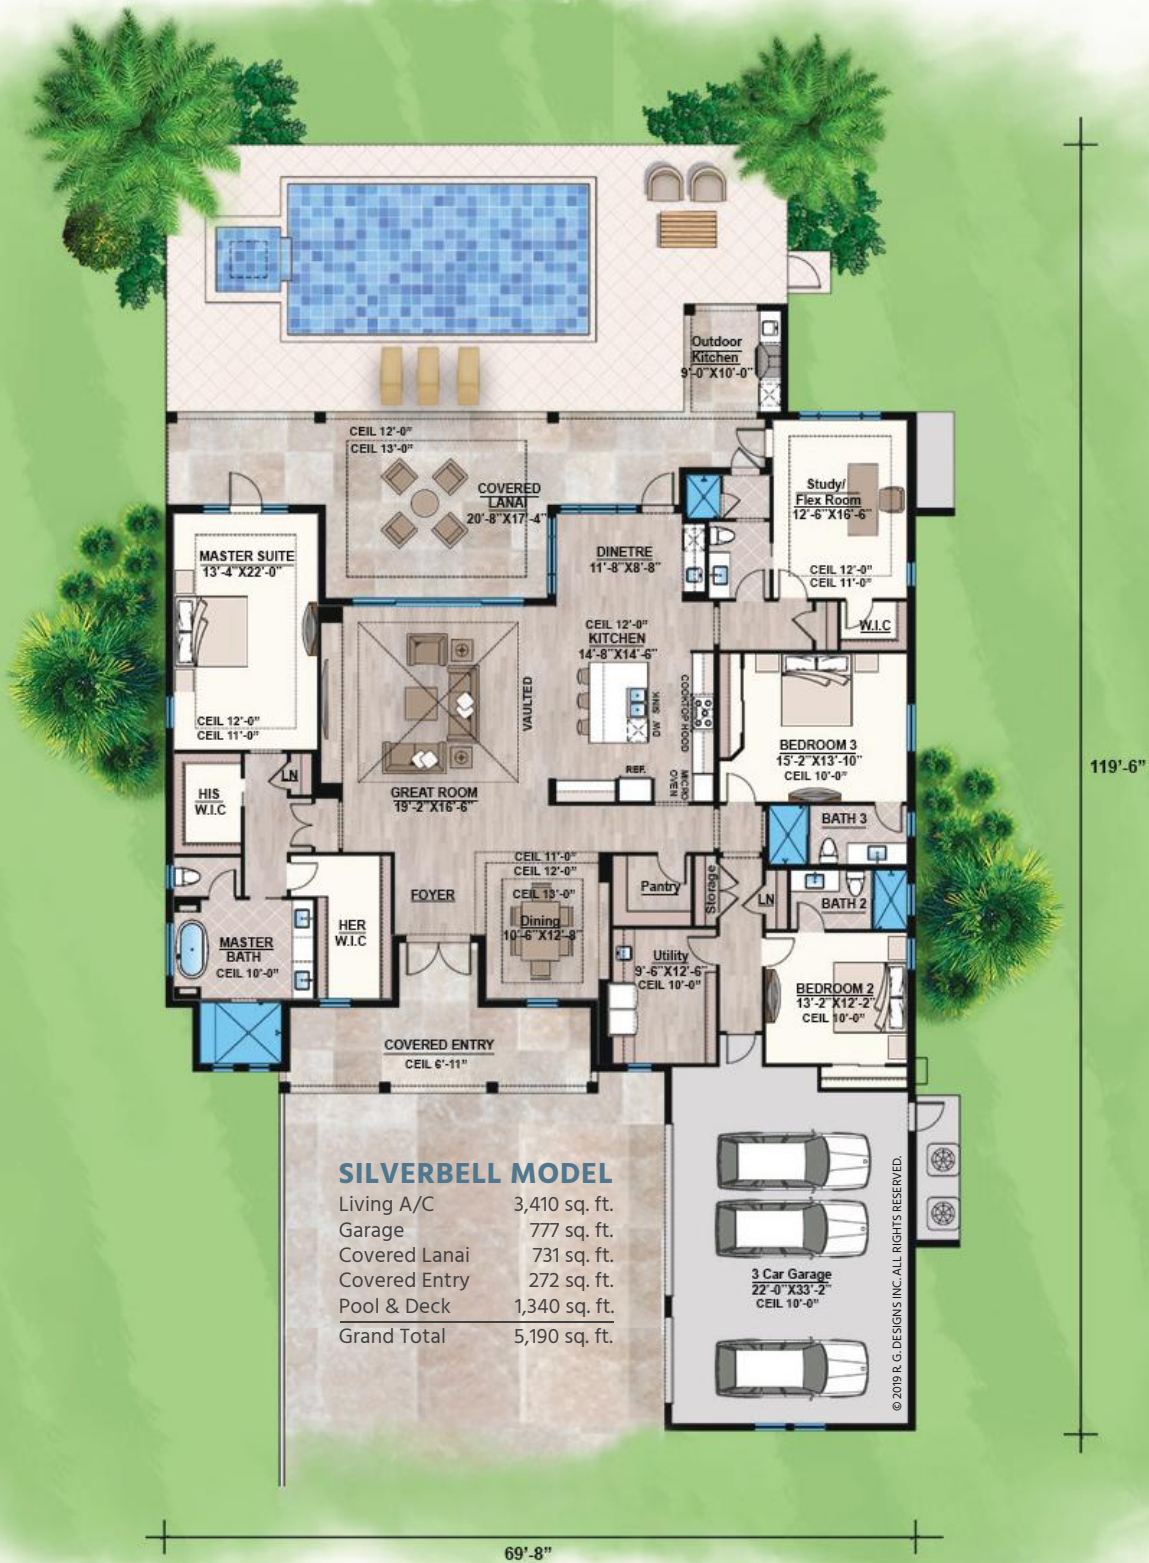 Outdoor
Kitchen
9'-0"X10'-0"
CEIL 12'-0"
CEIL 13'-0"
COVERED
LANAI
20'-8"X17'-4"
Study/
Flex Room
12'-6"X16'-6"
CEIL 12'-0"
CEIL 11'-0"
W.I.C
MASTER SUITE
13'-4"X22'-0"
CEIL 12'-0"
CEIL 11'-0"
DINETRE
11'-8"X8'-8"
CEIL 12'-0"
KITCHEN
14'-8"X14'-6"
VAULTED
DW SINK
COOKTOP HOOD
REF.
MICRO
OVEN
GREAT ROOM
19'-2"X16'-6"
BEDROOM 3
15'-2"X13'-10"
CEIL 10'-0"
119'-6"
LN
HIS
W.I.C
BATH 3
CEIL 11'-0"
CEIL 12'-0"
CEIL 13'-0"
Dining
10'-6"X12'-8"
FOYER
Pantry
Storage
LN
BATH 2
HER
W.I.C
MASTER
BATH
CEIL 10'-0"
Utility
9'-6"X12'-6"
CEIL 10'-0"
BEDROOM 2
13'-2"X12'-2"
CEIL 10'-0"
COVERED ENTRY
CEIL 6'-11"
SILVERBELL MODEL
Living A/C 3,410 sq. ft.
Garage 777 sq. ft.
Covered Lanai 731 sq. ft.
Covered Entry 272 sq. ft.
Pool & Deck 1,340 sq. ft.
Grand Total 5,190 sq. ft.
3 Car Garage
22'-0"X33'-2"
CEIL 10'-0"
© 2019 R. G. DESIGNS INC. ALL RIGHTS RESERVED.
69'-8"